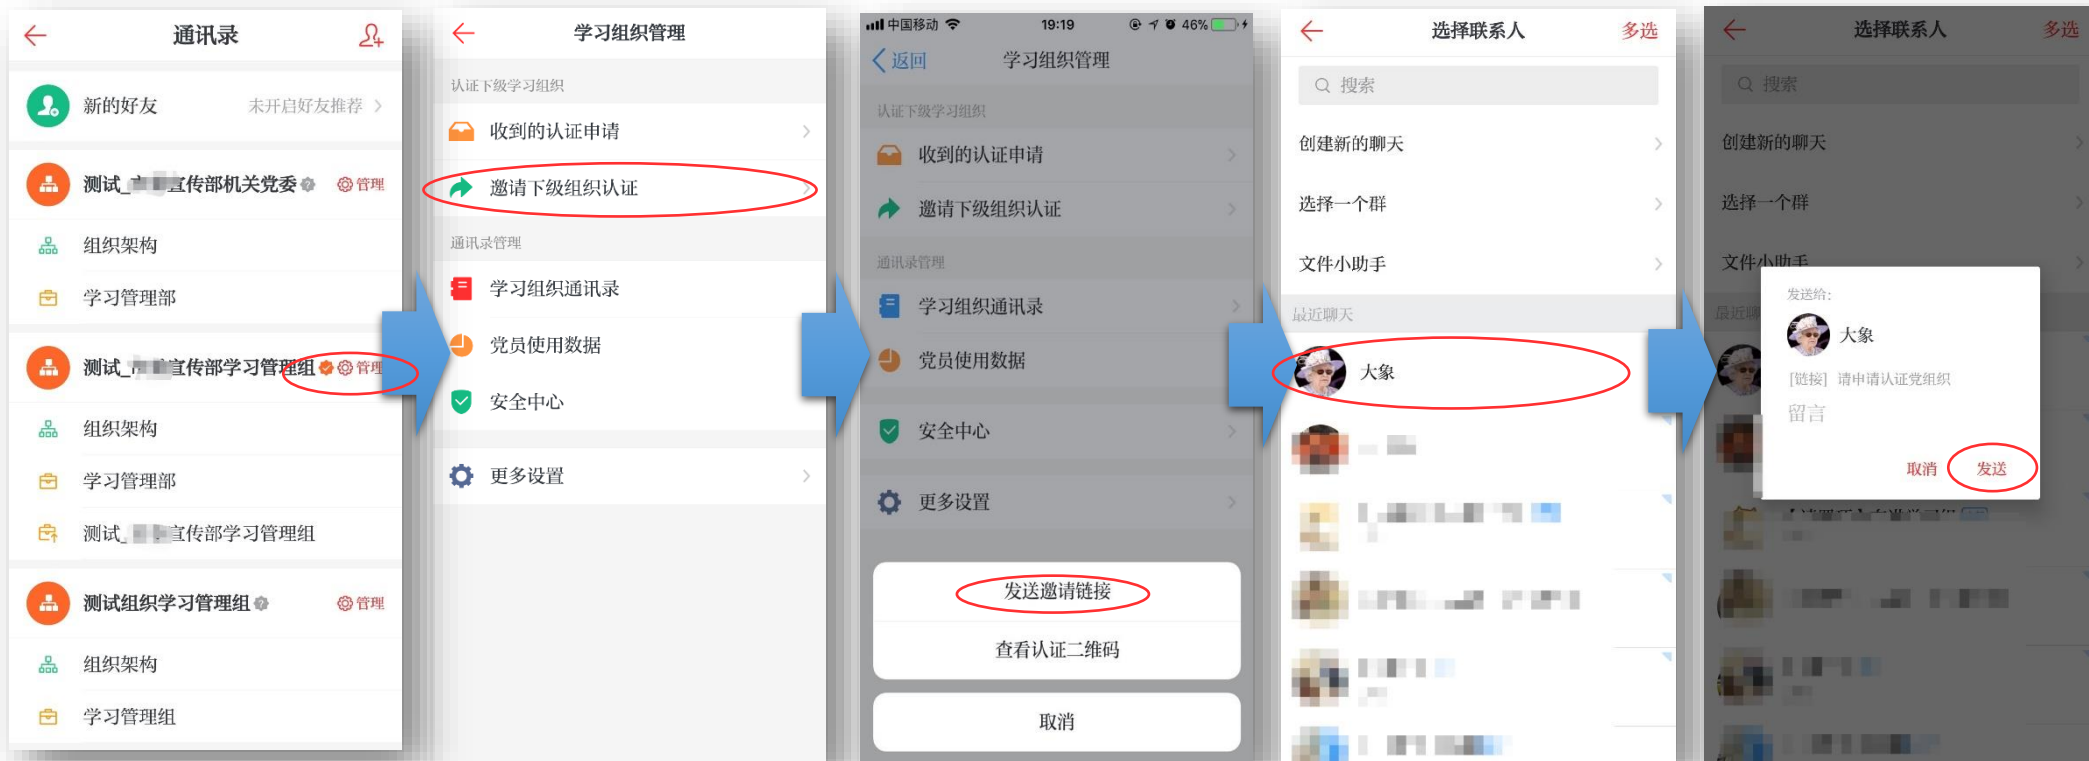 通讯录
新的好友
未开启好友推荐
测试_
宣传部机关党委
管理
组织架构
学习管理部
测试_
宣传部学习管理组
管理
组织架构
学习管理部
测试_
宣传部学习管理组
测试组织学习管理组
管理
组织架构
学习管理组
学习组织管理
认证下级学习组织
收到的认证申请
邀请下级组织认证
通讯录管理
学习组织通讯录
党员使用数据
安全中心
更多设置
中国移动
19:19
46%
返回
学习组织管理
认证下级学习组织
收到的认证申请
邀请下级组织认证
通讯录管理
学习组织通讯录
党员使用数据
安全中心
更多设置
发送邀请链接
查看认证二维码
取消
选择联系人
多选
搜索
创建新的聊天
选择一个群
文件小助手
最近聊天
大象
选择联系人
多选
搜索
创建新的聊天
选择一个群
文件小助手
最近聊
发送给:
大象
[链接] 请申请认证党组织
留言
取消
发送